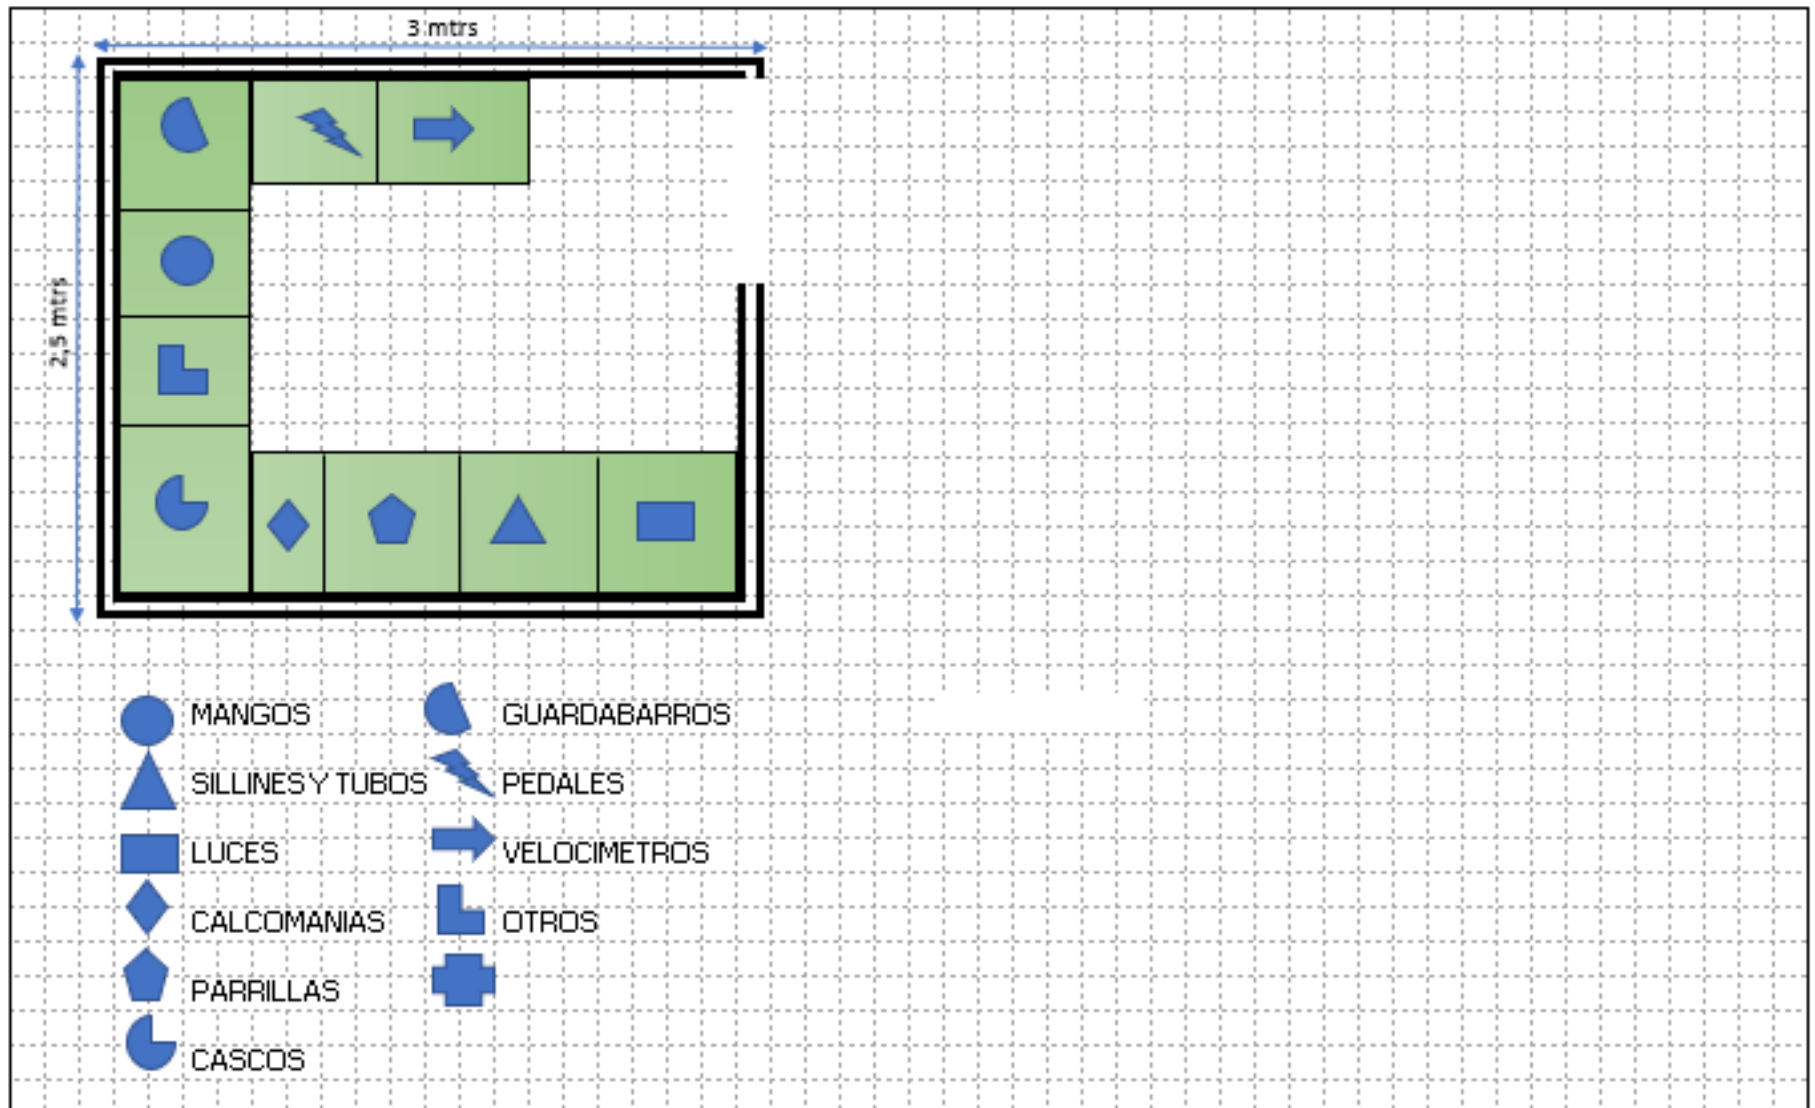 3 mtrs
2,5 mtrs
MANGOS
SILLINES Y TUBOS
LUCES
CALCOMANIAS
PARRILLAS
CASCOS
GUARDABARROS
PEDALES
VELOCIMETROS
OTROS